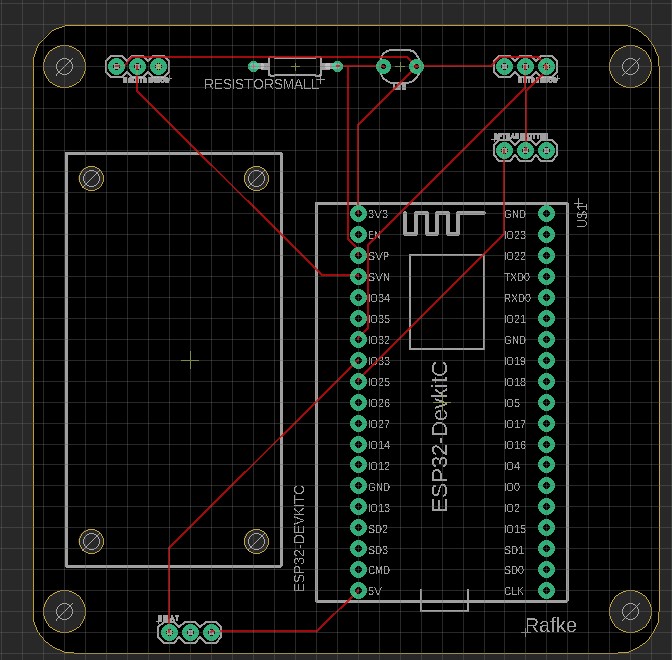 RESISTORSMALL
U$1
3V3 GND
EN IO23
SVP IO22
SVN TXD0
IO34 RXD0
IO35 IO21
IO32 GND
IO33 IO19
IO25 IO18
IO26 IO5
IO27 IO17
IO14 IO16
IO12 IO4
GND IO0
IO13 IO2
SD2 IO15
SD3 SD1
CMD SD0
5V CLK
ESP32-DevkitC
ESP32-DEVKITC
Rafke